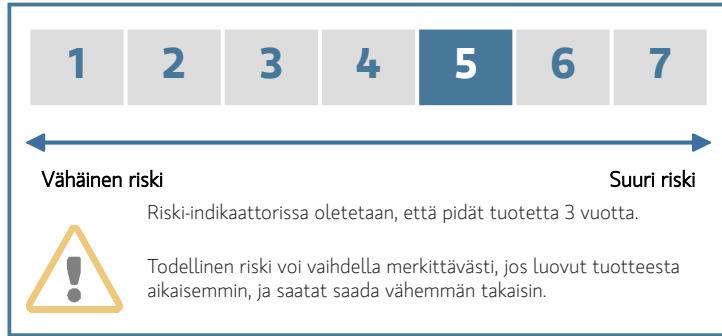 1 2 3 4 5 6 7
Vähäinen riski Suuri riski
Riski-indikaattorissa oletetaan, että pidät tuotetta 3 vuotta.
Todellinen riski voi vaihdella merkittävästi, jos luovut tuotteesta
aikaisemmin, ja saatat saada vähemmän takaisin.